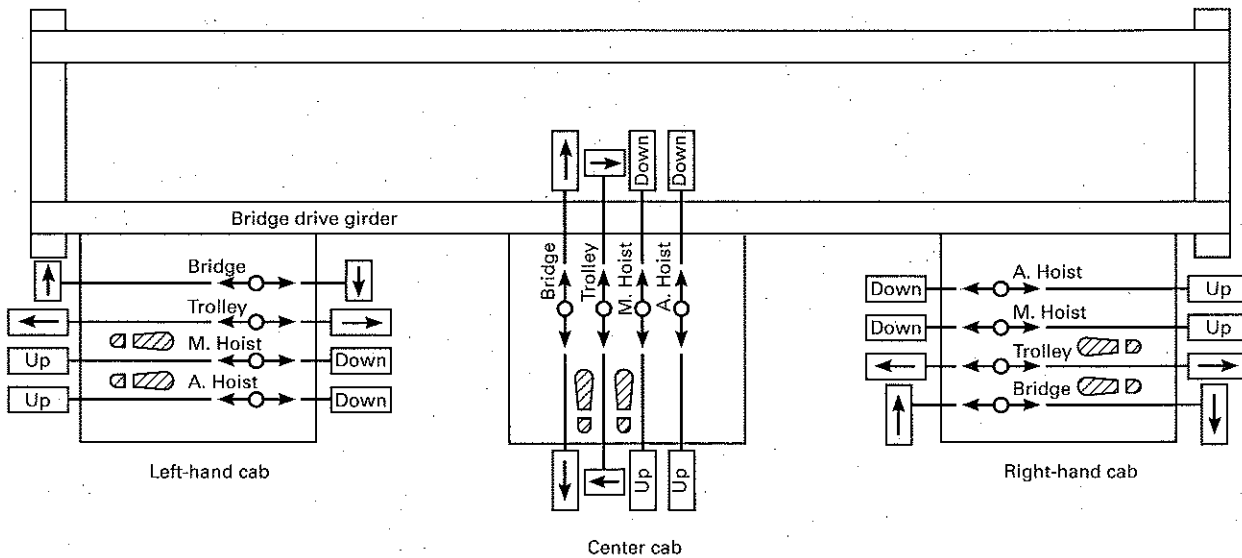 Bridge drive girder
Bridge
Trolley
Up
M. Hoist
Down
Up
A. Hoist
Down
Left-hand cab
Down
Down
Bridge
Trolley
M. Hoist
A. Hoist
Up
Up
Center cab
A. Hoist
Down
Up
M. Hoist
Down
Up
Trolley
Bridge
Right-hand cab